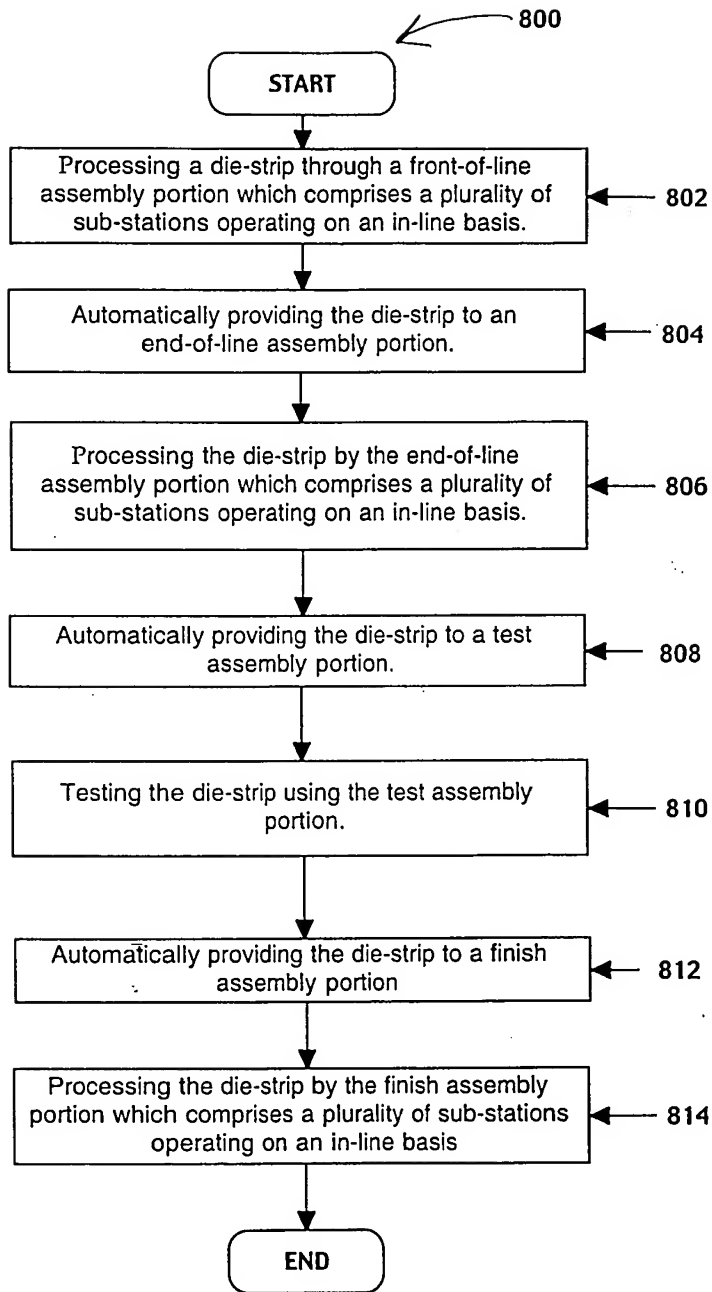 800
START
Processing a die-strip through a front-of-line
assembly portion which comprises a plurality of
sub-stations operating on an in-line basis.
802
Automatically providing the die-strip to an
end-of-line assembly portion.
804
Processing the die-strip by the end-of-line
assembly portion which comprises a plurality of
sub-stations operating on an in-line basis.
806
Automatically providing the die-strip to a test
assembly portion.
808
Testing the die-strip using the test assembly
portion.
810
Automatically providing the die-strip to a finish
assembly portion
812
Processing the die-strip by the finish assembly
portion which comprises a plurality of sub-stations
operating on an in-line basis
814
END